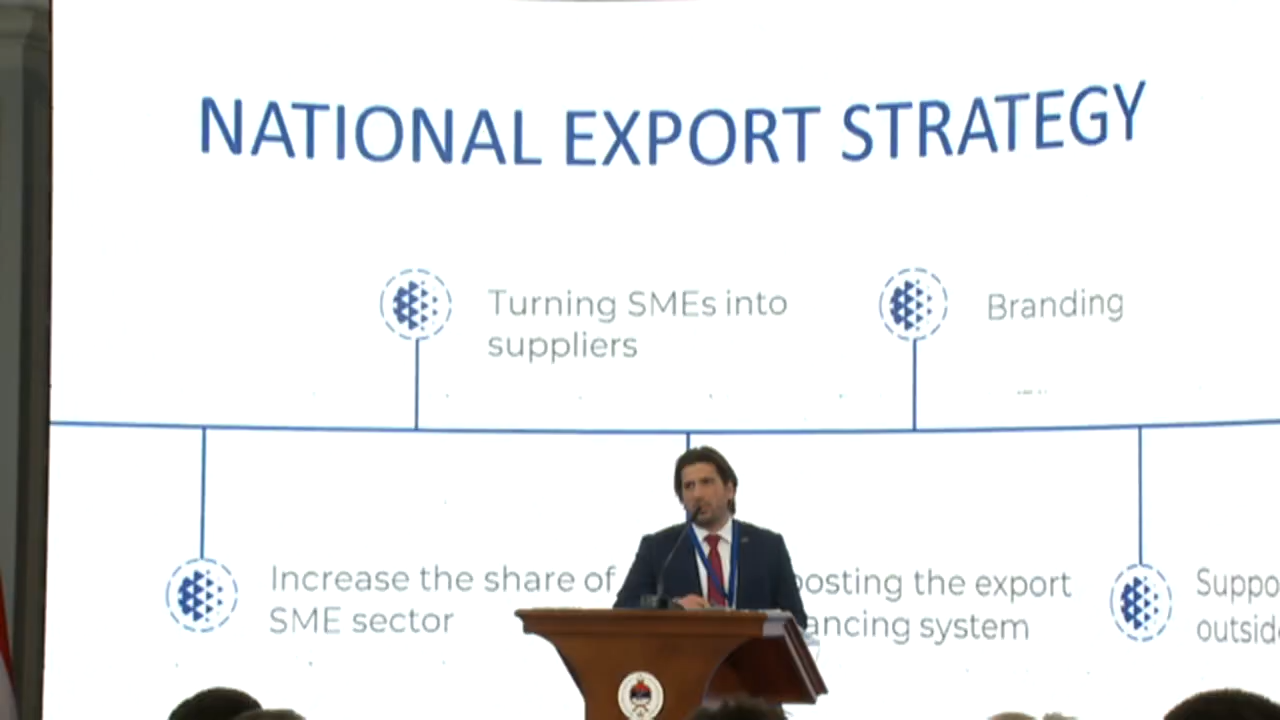 NATIONAL EXPORT STRATEGY
Turning SMEs into
suppliers
Branding
Increase the share of
SME sector
osting the export
ancing system
Suppo
outsid